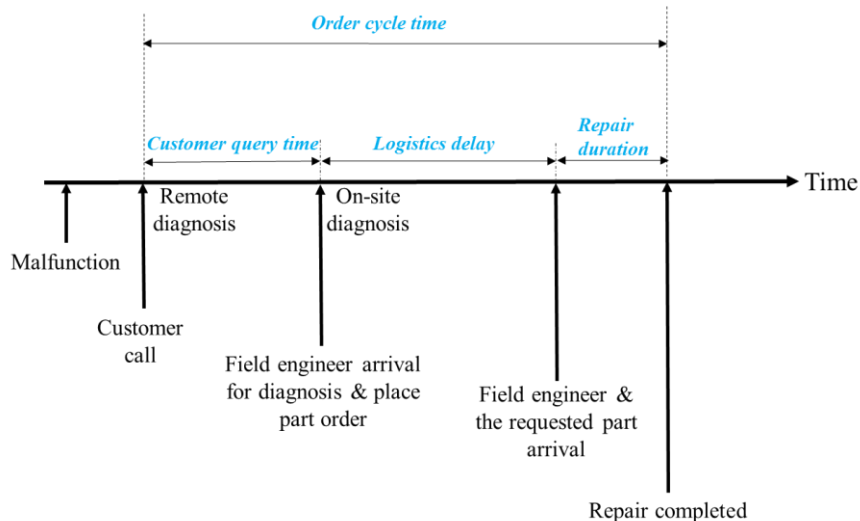 Order cycle time
Customer query time
Logistics delay
Repair
duration
Time
Remote
diagnosis
On-site
diagnosis
Malfunction
Customer
call
Field engineer arrival
for diagnosis & place
part order
Field engineer &
the requested part
arrival
Repair completed